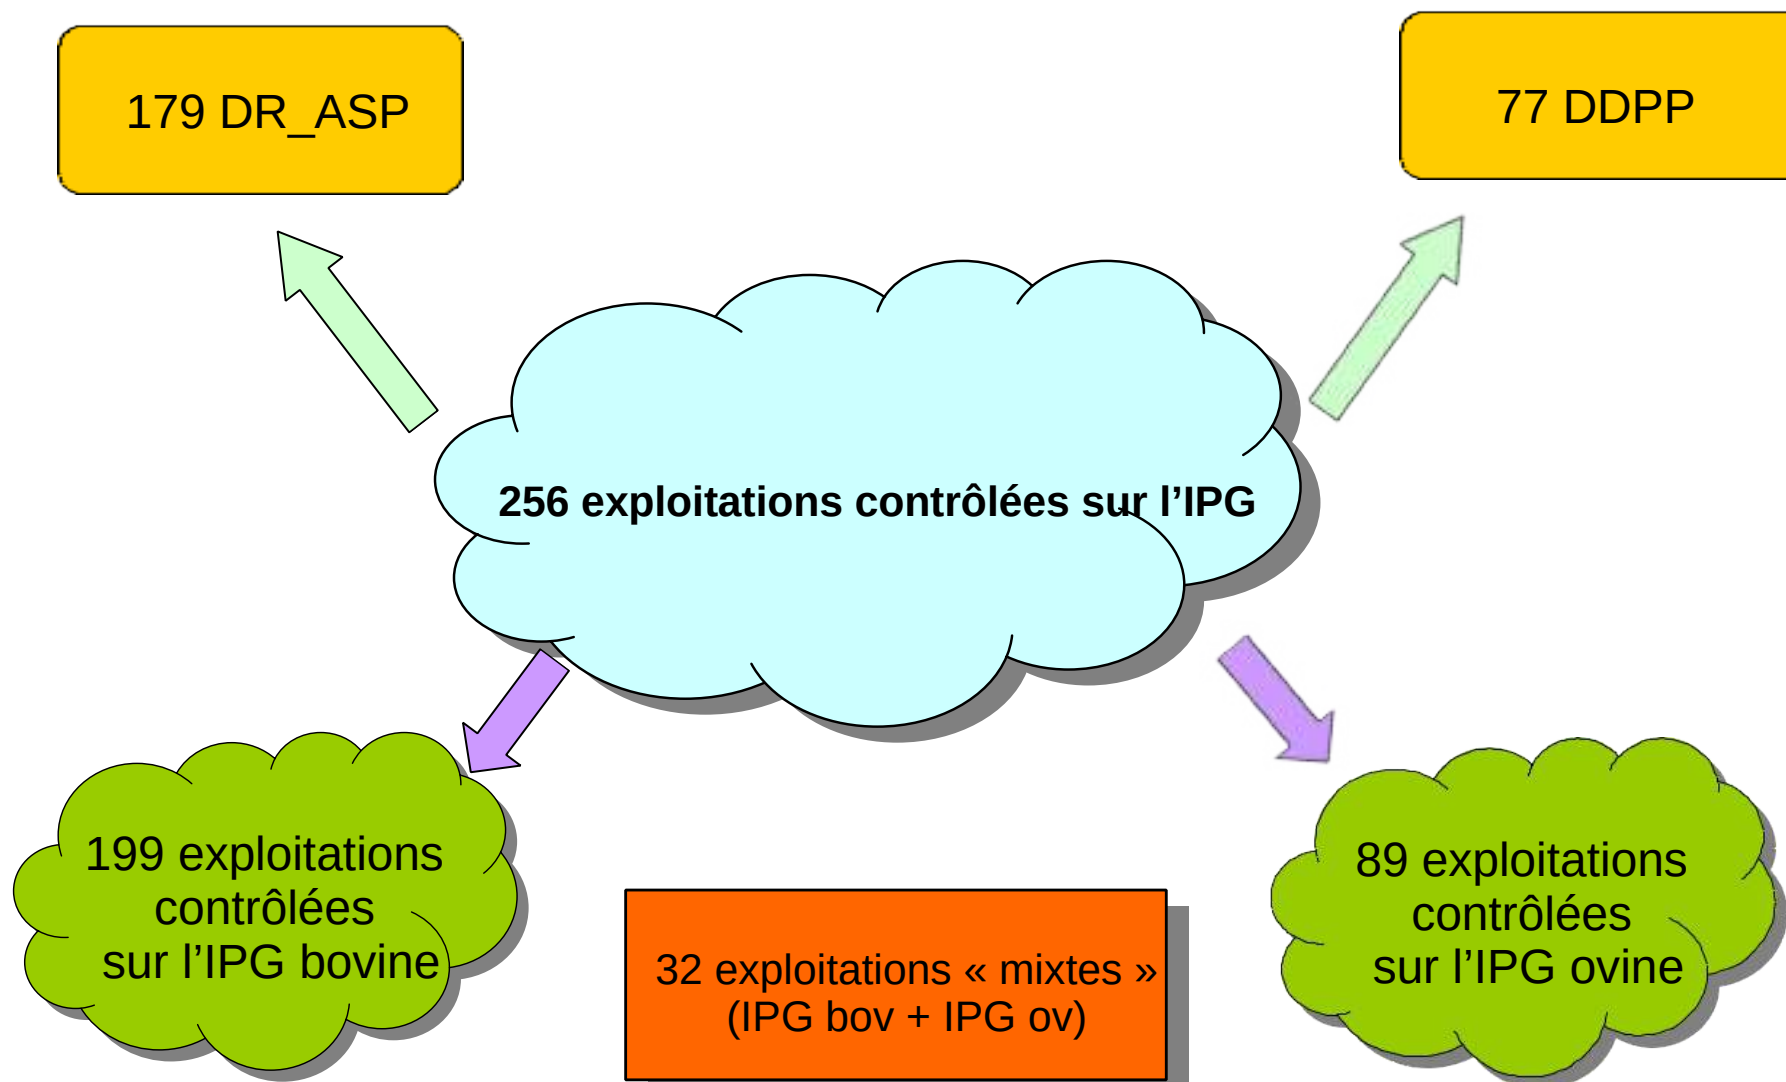 179 DR_ASP
77 DDPP
256 exploitations contrôlées sur l’IPG
199 exploitations
contrôlées
sur l’IPG bovine
32 exploitations « mixtes »
(IPG bov + IPG ov)
89 exploitations
contrôlées
sur l’IPG ovine